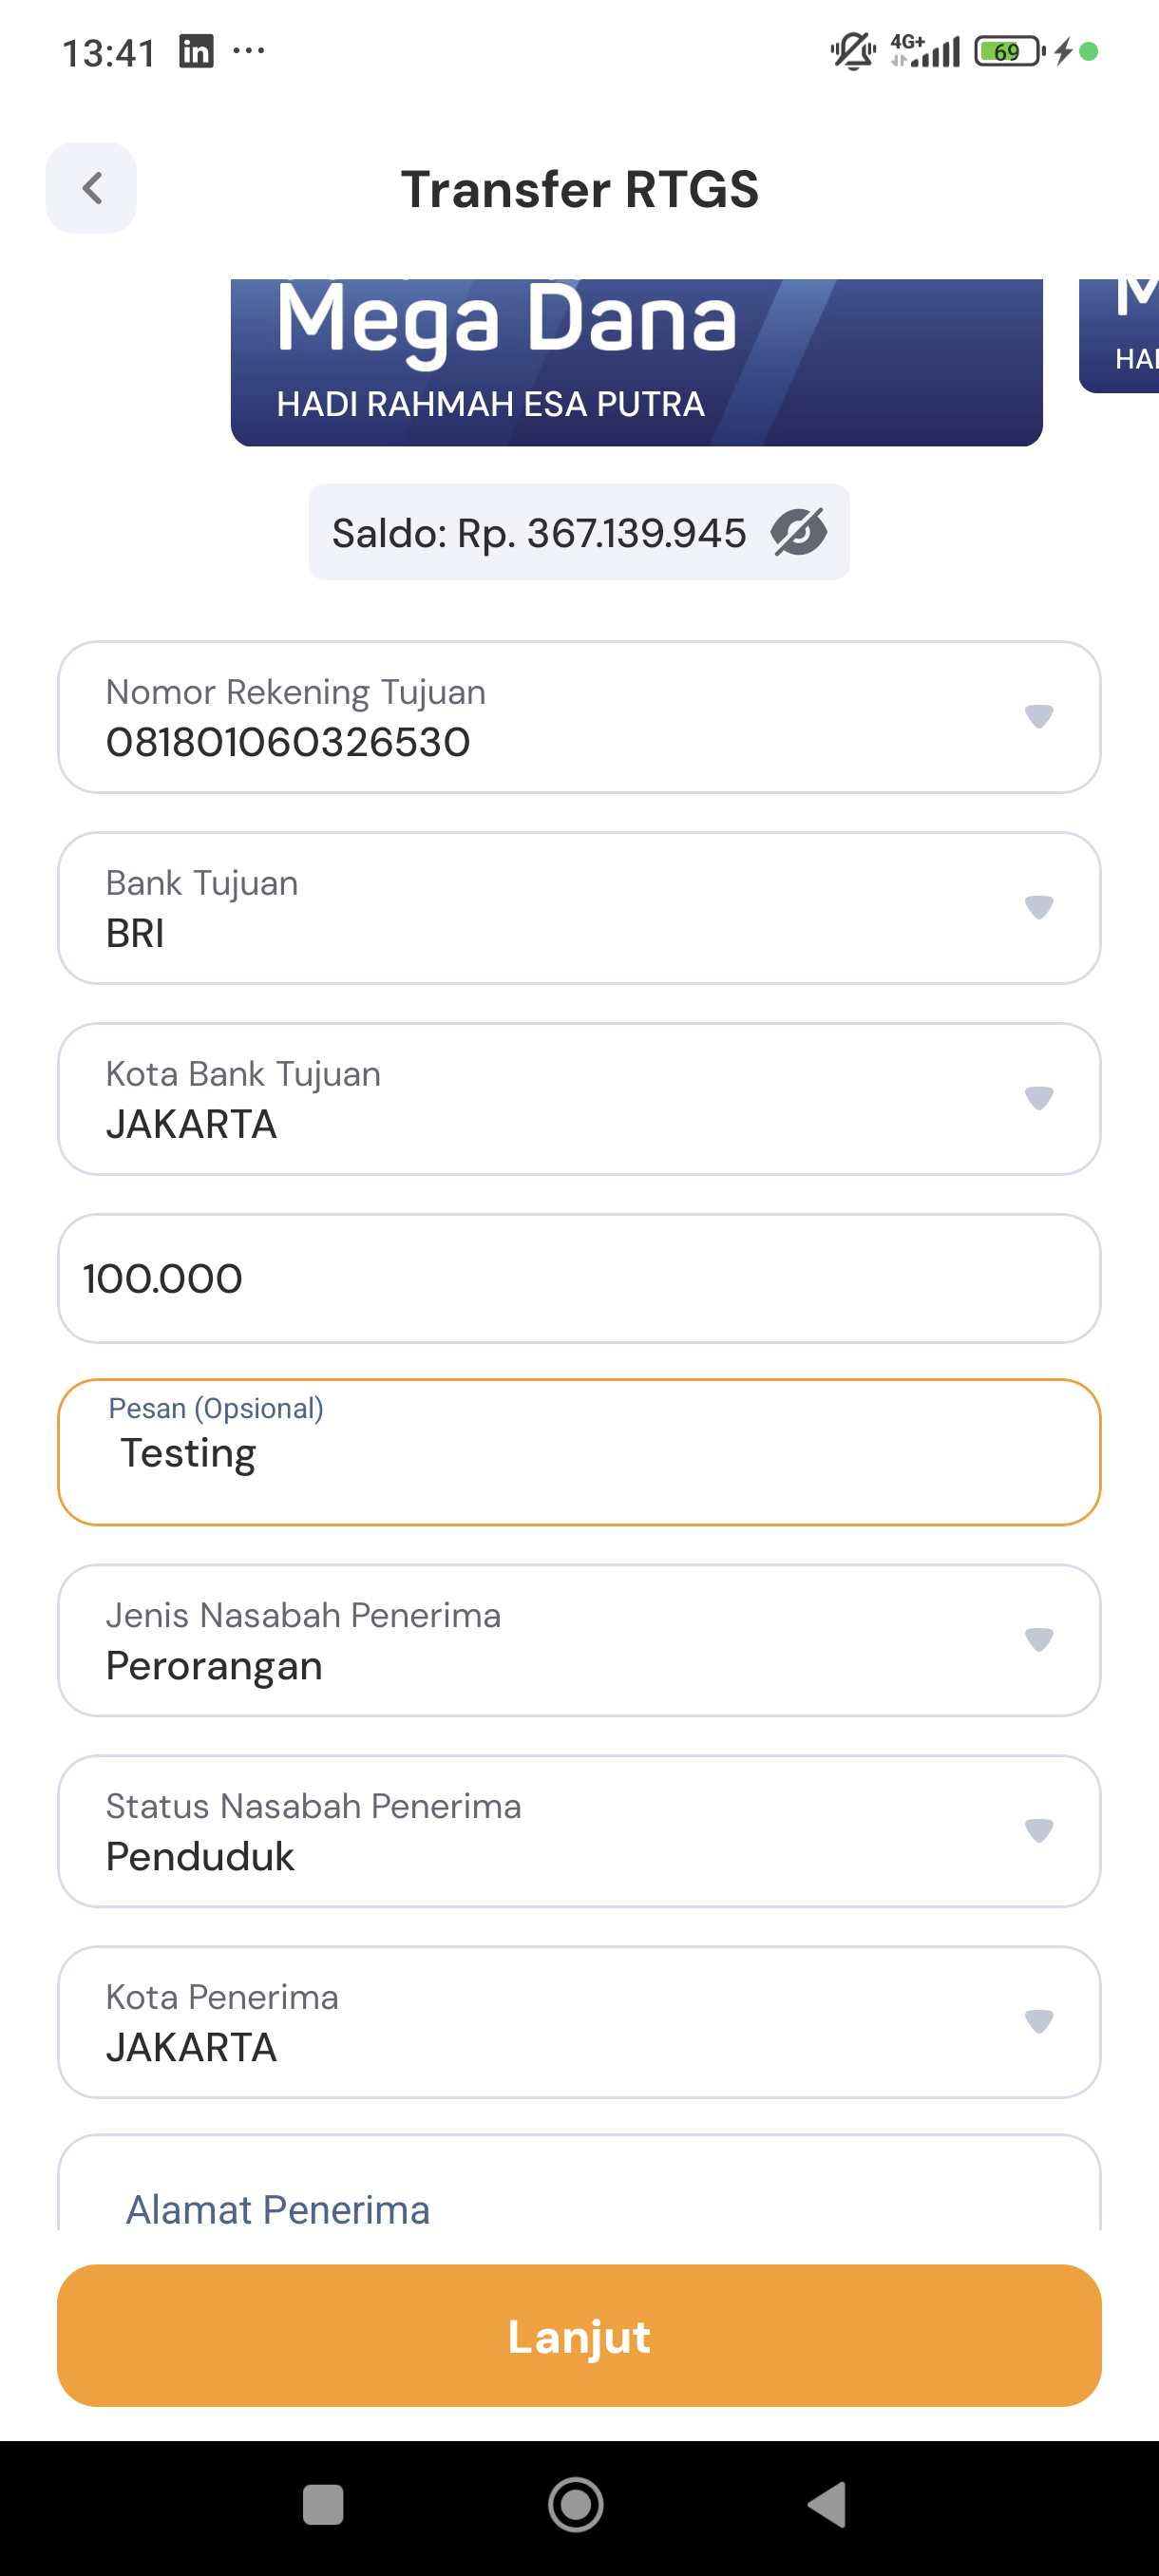 13:41 in ...
4G+ 69
Transfer RTGS
Mega Dana
HADI RAHMAH ESA PUTRA
Saldo: Rp. 367.139.945
Nomor Rekening Tujuan
081801060326530
Bank Tujuan
BRI
Kota Bank Tujuan
JAKARTA
100.000
Pesan (Opsional)
Testing
Jenis Nasabah Penerima
Perorangan
Status Nasabah Penerima
Penduduk
Kota Penerima
JAKARTA
Alamat Penerima
Lanjut